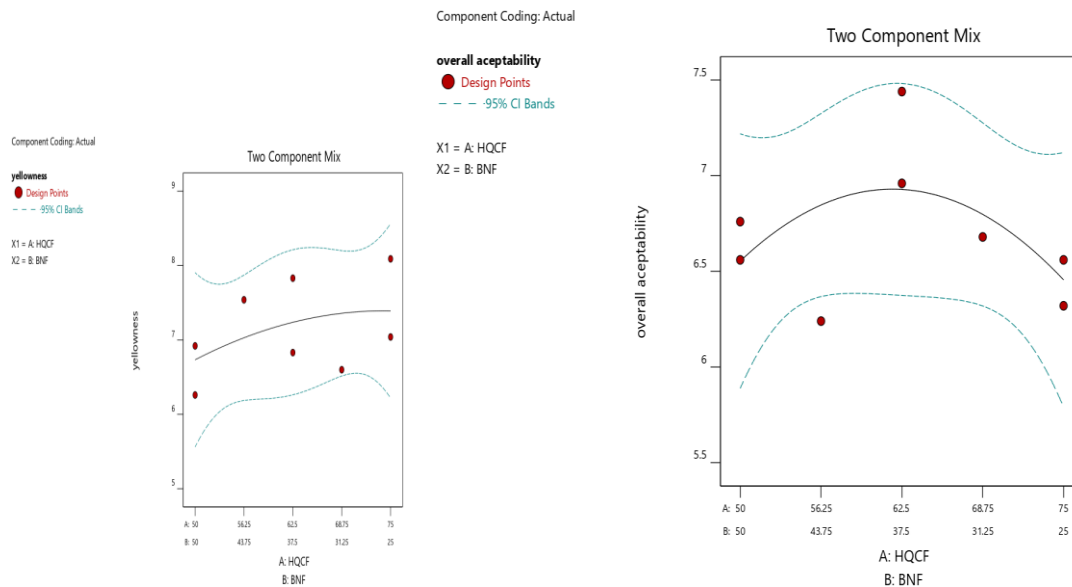 Component Coding: Actual
yellowness
Design Points
95% CI Bands
X1 = A: HQCF
X2 = B: BNF
Two Component Mix
9
8
7
6
5
yellowness
A: 50 56.25 62.5 68.75 75
B: 50 43.75 37.5 31.25 25
A: HQCF
B: BNF
Component Coding: Actual
overall aceptability
Design Points
95% CI Bands
X1 = A: HQCF
X2 = B: BNF
Two Component Mix
7.5
7
6.5
6
5.5
overall aceptability
A: 50 56.25 62.5 68.75 75
B: 50 43.75 37.5 31.25 25
A: HQCF
B: BNF